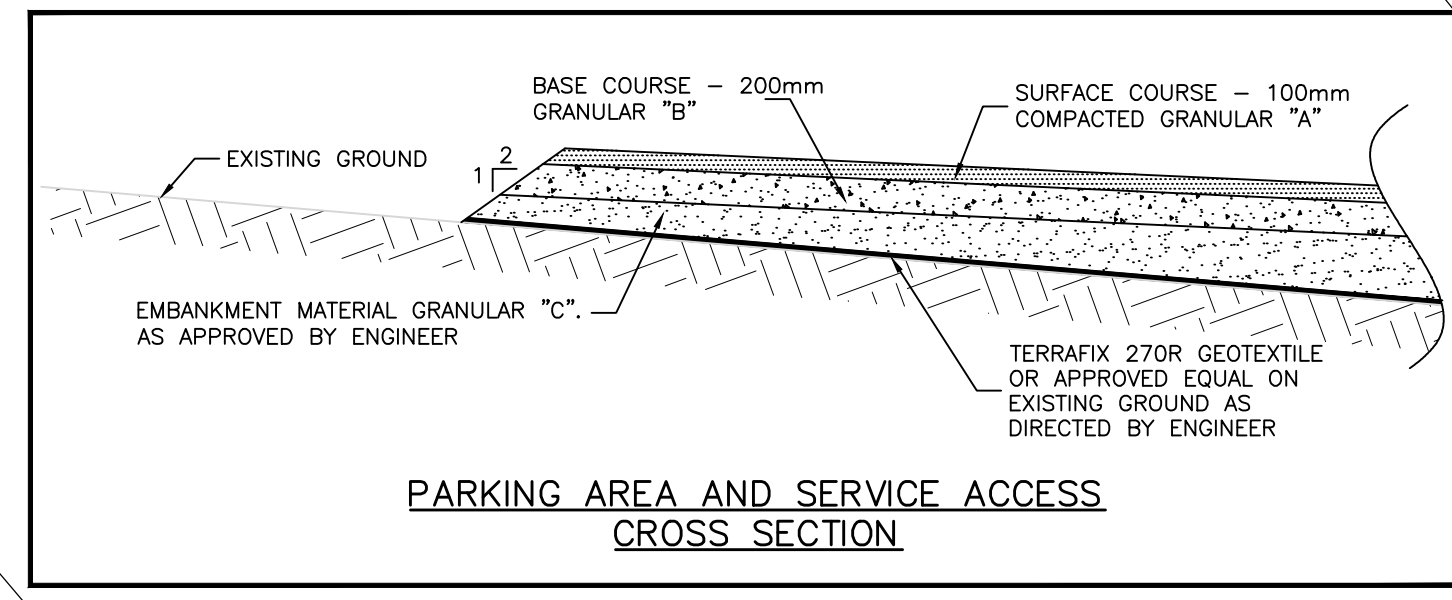 BASE COURSE – 200mm
GRANULAR "B"
SURFACE COURSE – 100mm
COMPACTED GRANULAR "A"
EXISTING GROUND
2
1
EMBANKMENT MATERIAL GRANULAR "C".
AS APPROVED BY ENGINEER
TERRAFIX 270R GEOTEXTILE
OR APPROVED EQUAL ON
EXISTING GROUND AS
DIRECTED BY ENGINEER
PARKING AREA AND SERVICE ACCESS
CROSS SECTION